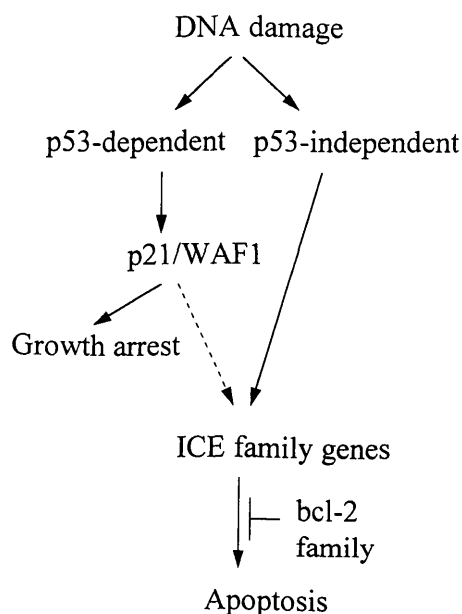 DNA damage
p53-dependent p53-independent
p21/WAF1
Growth arrest
ICE family genes
bcl-2
family
Apoptosis